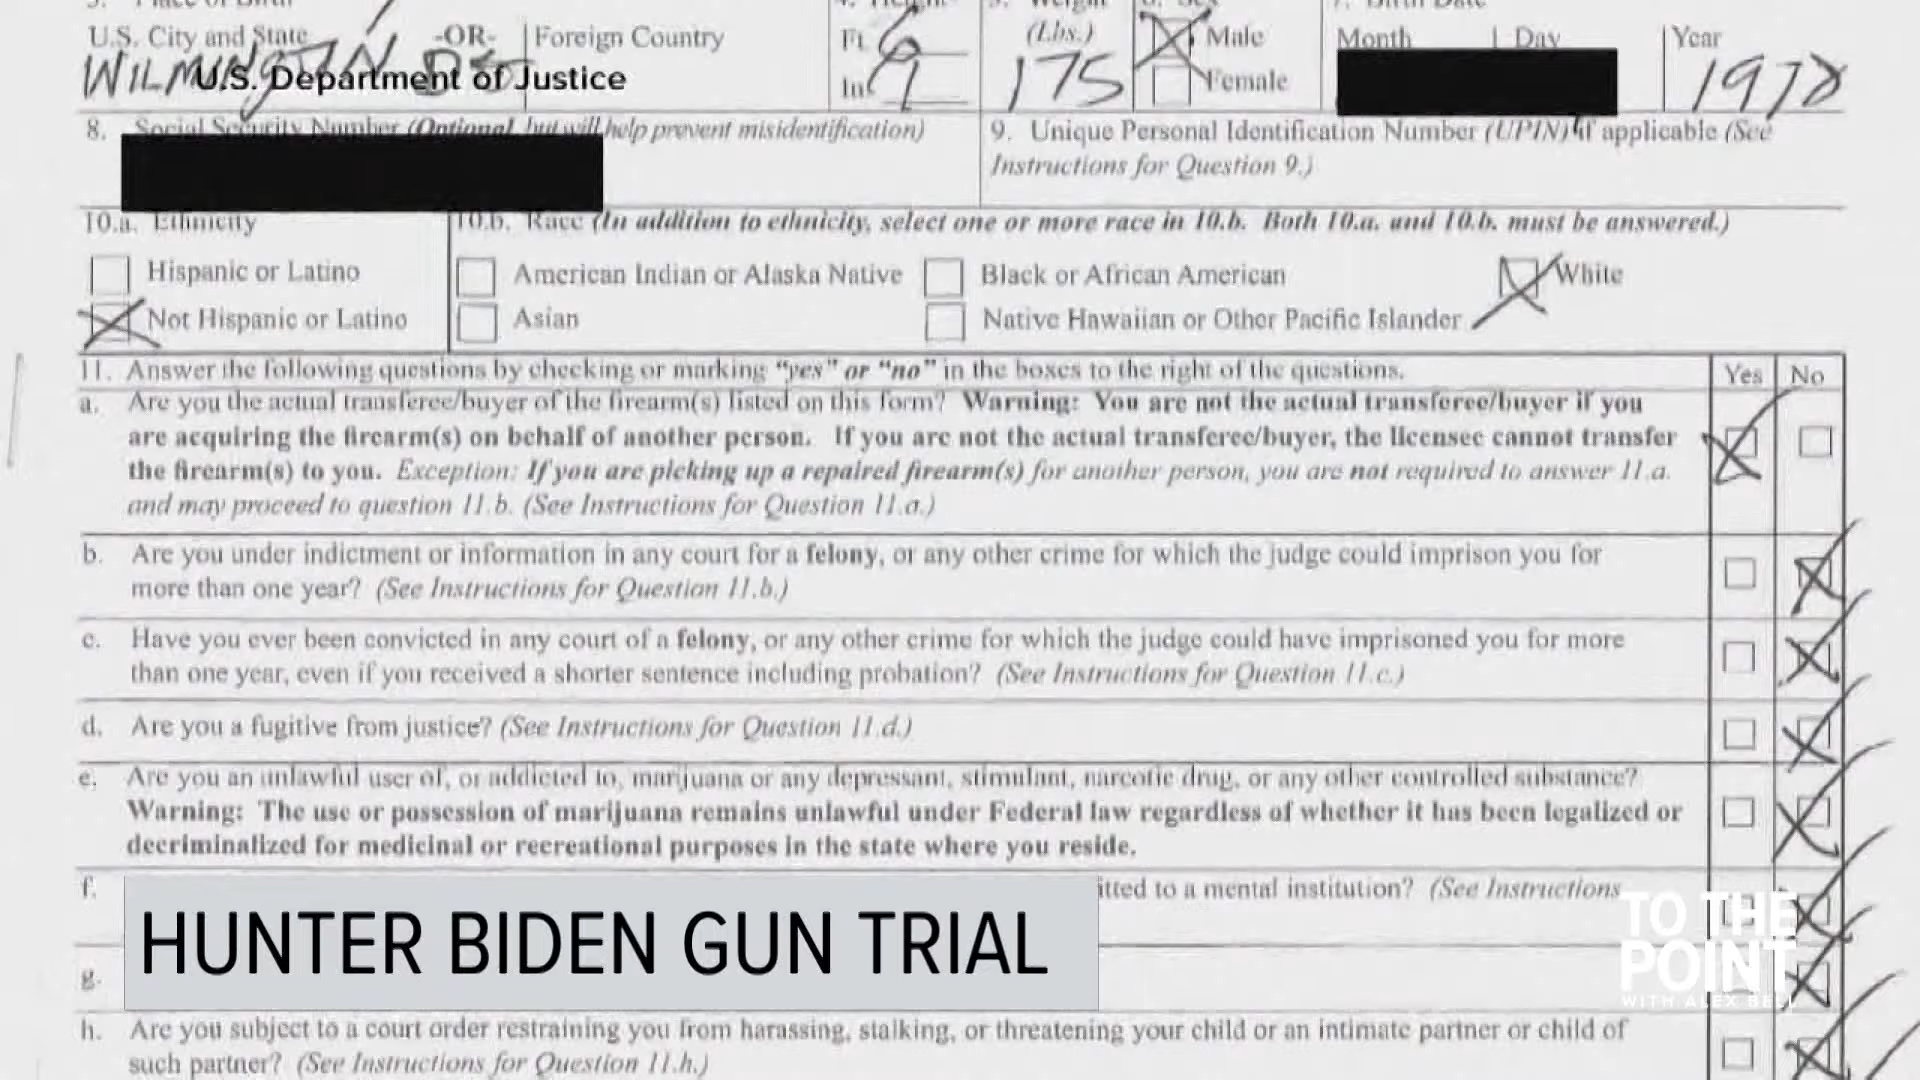 U.S. City and State -OR- Foreign Country
WILMINGTON DE
U.S. Department of Justice
Ft. 6
In. 1
(Lbs.)
175
Male
Female
Month Day Year
1970
8. Social Security Number (Optional, but will help prevent misidentification)
9. Unique Personal Identification Number (UPIN) if applicable (See
Instructions for Question 9.)
10.a. Ethnicity
10.b. Race (In addition to ethnicity, select one or more race in 10.b. Both 10.a. and 10.b. must be answered.)
Hispanic or Latino
Not Hispanic or Latino
American Indian or Alaska Native
Black or African American
White
Asian
Native Hawaiian or Other Pacific Islander
11. Answer the following questions by checking or marking “yes” or “no” in the boxes to the right of the questions.
Yes No
a. Are you the actual transferee/buyer of the firearm(s) listed on this form? Warning: You are not the actual transferee/buyer if you
are acquiring the firearm(s) on behalf of another person. If you are not the actual transferee/buyer, the licensee cannot transfer
the firearm(s) to you. Exception: If you are picking up a repaired firearm(s) for another person, you are not required to answer 11.a.
and may proceed to question 11.b. (See Instructions for Question 11.a.)
b. Are you under indictment or information in any court for a felony, or any other crime for which the judge could imprison you for
more than one year? (See Instructions for Question 11.b.)
c. Have you ever been convicted in any court of a felony, or any other crime for which the judge could have imprisoned you for more
than one year, even if you received a shorter sentence including probation? (See Instructions for Question 11.c.)
d. Are you a fugitive from justice? (See Instructions for Question 11.d.)
e. Are you an unlawful user of, or addicted to, marijuana or any depressant, stimulant, narcotic drug, or any other controlled substance?
Warning: The use or possession of marijuana remains unlawful under Federal law regardless of whether it has been legalized or
decriminalized for medicinal or recreational purposes in the state where you reside.
f. itted to a mental institution? (See Instructions
HUNTER BIDEN GUN TRIAL
TO THE
POINT
WITH ALEX BELL
g.
h. Are you subject to a court order restraining you from harassing, stalking, or threatening your child or an intimate partner or child of
such partner? (See Instructions for Question 11.h.)